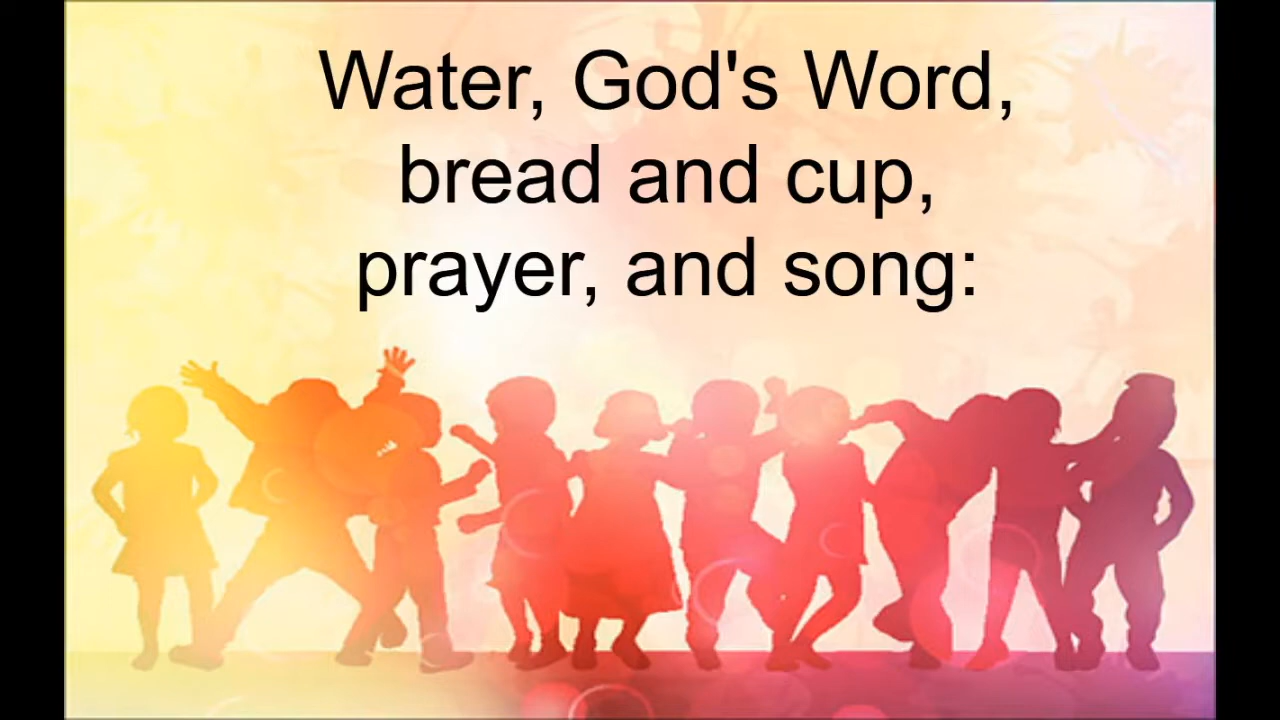 Water, God's Word,
bread and cup,
prayer, and song: